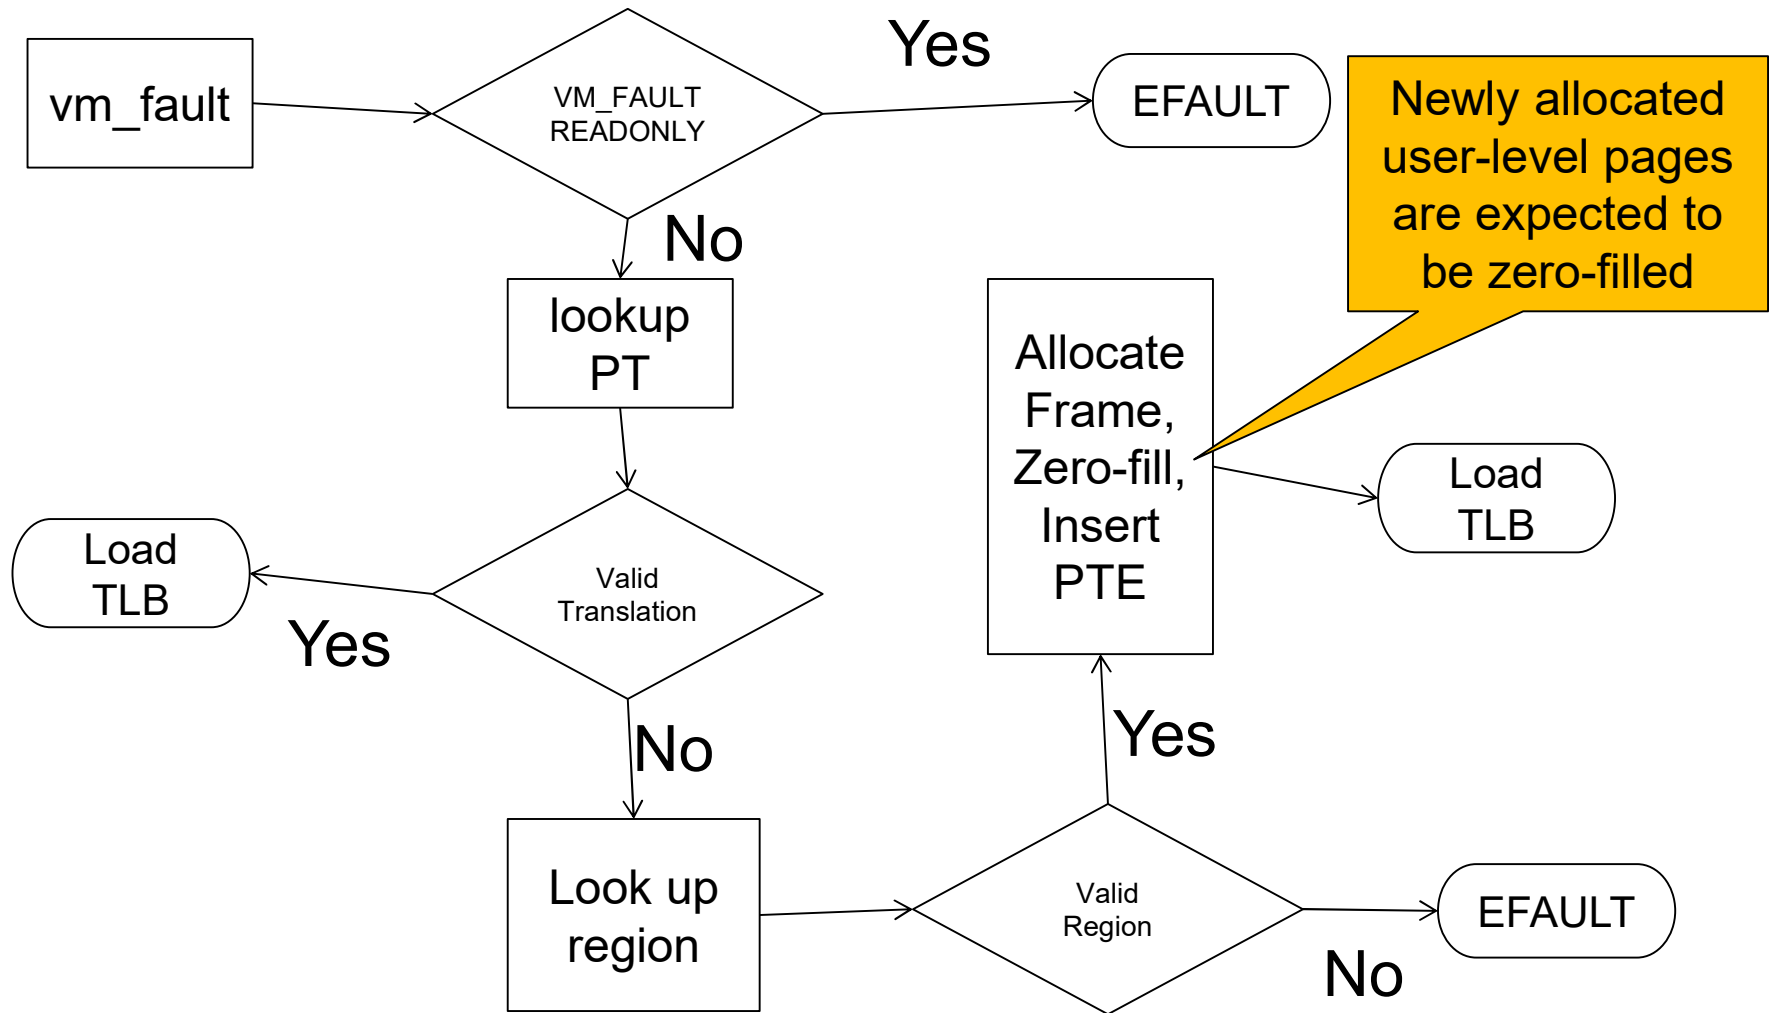 vm_fault
VM_FAULT
READONLY
Yes
EFAULT
Newly allocated
user-level pages
are expected to
be zero-filled
No
lookup
PT
Allocate
Frame,
Zero-fill,
Insert
PTE
Load
TLB
Load
TLB
Valid
Translation
Yes
No
Yes
Look up
region
Valid
Region
EFAULT
No